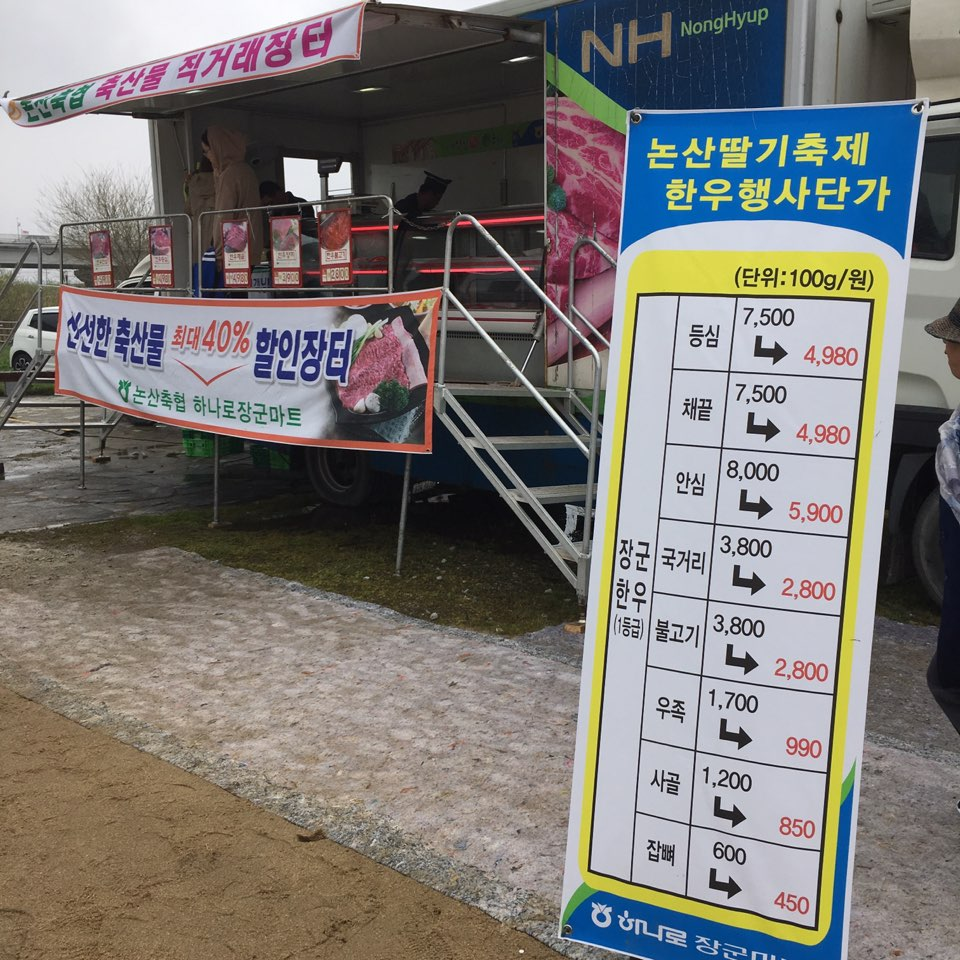 논산축협 축산물 직거래장터
NH NongHyup
신선한 축산물 최대 40% 할인장터
논산축협 하나로장군마트
논산딸기축제
한우행사단가
(단위:100g/원)
장군
한우
(1등급)
등심 7,500 4,980
채끝 7,500 4,980
안심 8,000 5,900
국거리 3,800 2,800
불고기 3,800 2,800
우족 1,700 990
사골 1,200 850
잡뼈 600 450
하나로 장군마